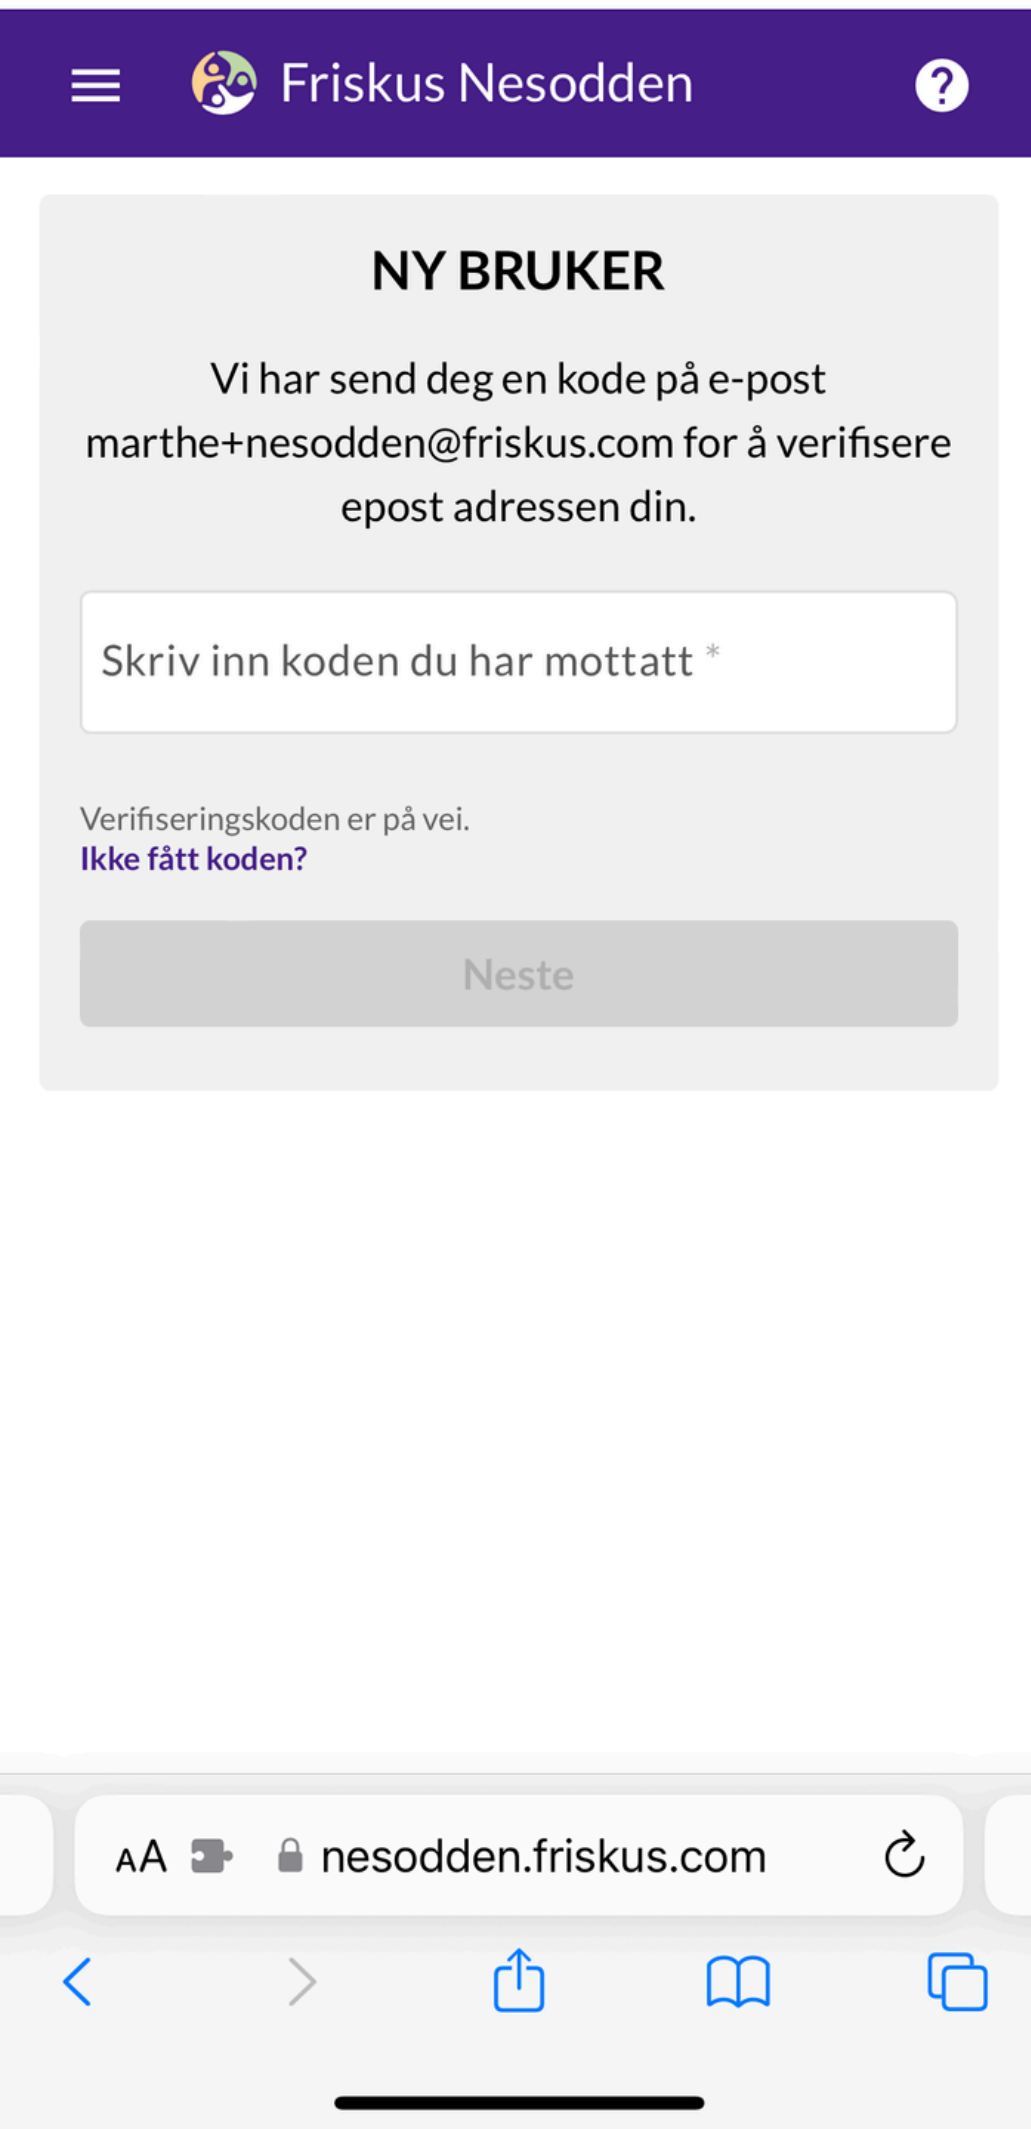 Friskus Nesodden
?
NY BRUKER
Vi har send deg en kode på e-post
marthe+nesodden@friskus.com for å verifisere
epost adressen din.
Skriv inn koden du har mottatt *
Verifiseringskoden er på vei.
Ikke fått koden?
Neste
AA nesodden.friskus.com